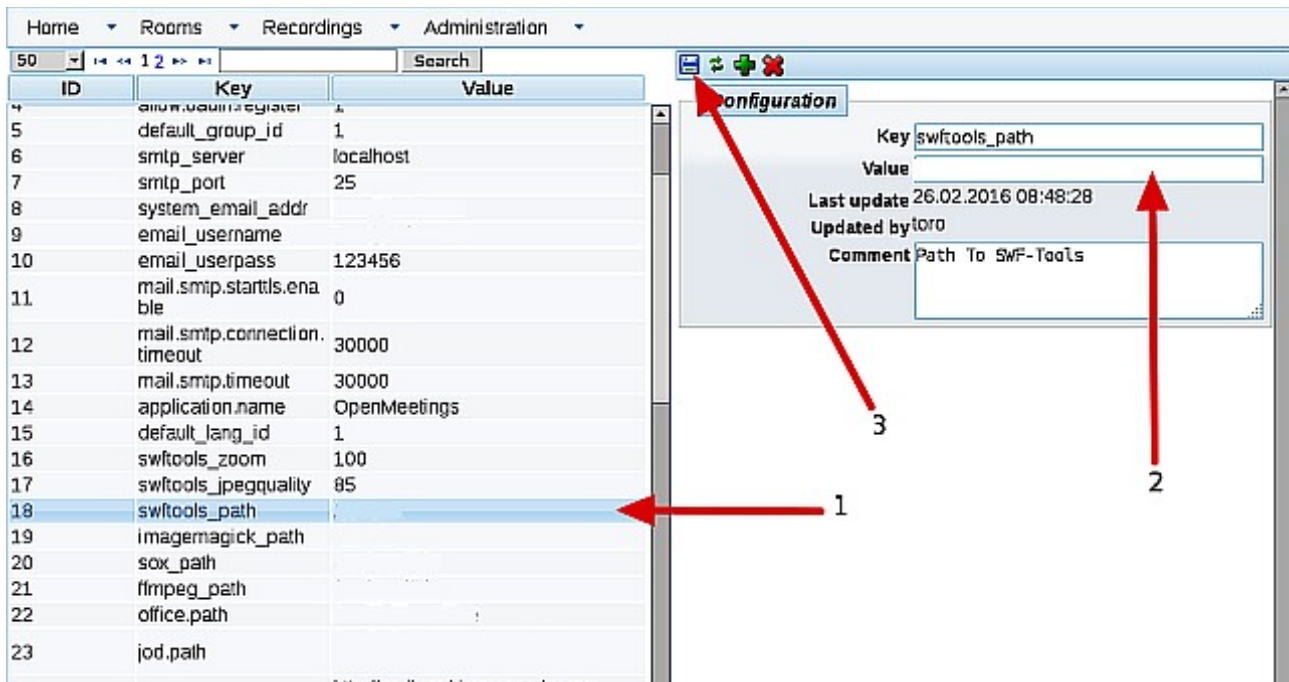 Home Rooms Recordings Administration
50 1 2 Search
ID Key Value
4 allow.oauth.register 1
5 default_group_id 1
6 smtp_server localhost
7 smtp_port 25
8 system_email_addr
9 email_username
10 email_userpass 123456
11 mail.smtp.starttls.ena
ble 0
12 mail.smtp.connection.
timeout 30000
13 mail.smtp.timeout 30000
14 application.name OpenMeetings
15 default_lang_id 1
16 swftools_zoom 100
17 swftools_jpegquality 85
18 swftools_path
19 imagemagick_path
20 sox_path
21 ffmpeg_path
22 office.path
23 jod.path
Configuration
Key swftools_path
Value
Last update 26.02.2016 08:48:28
Updated by toro
Comment Path To SWF-Tools
1
2
3